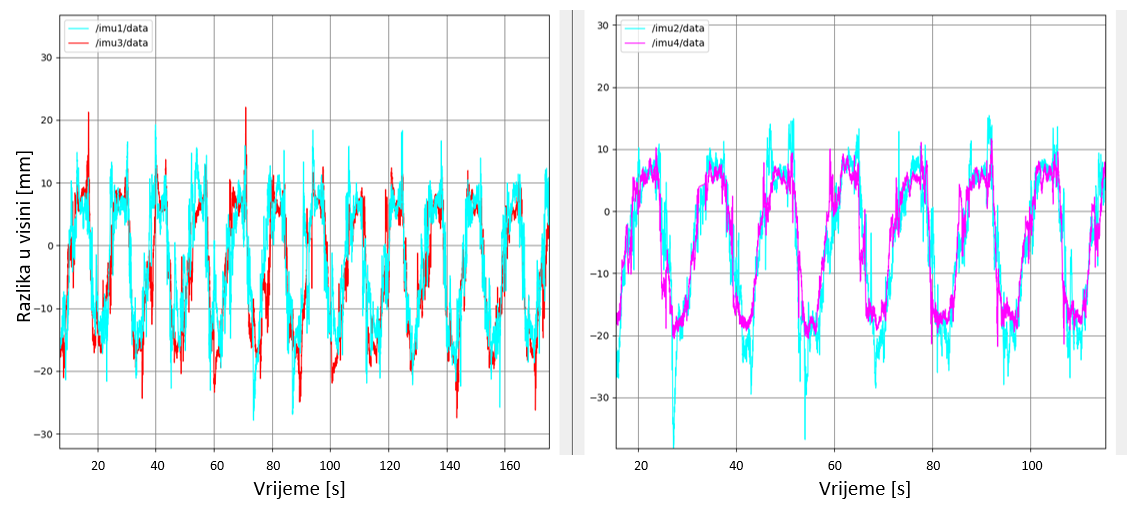 /imu1/data
/imu3/data
30
20
10
0
−10
−20
−30
Razlika u visini [mm]
20 40 60 80 100 120 140 160
Vrijeme [s]
/imu2/data
/imu4/data
30
20
10
0
−10
−20
−30
20 40 60 80 100
Vrijeme [s]